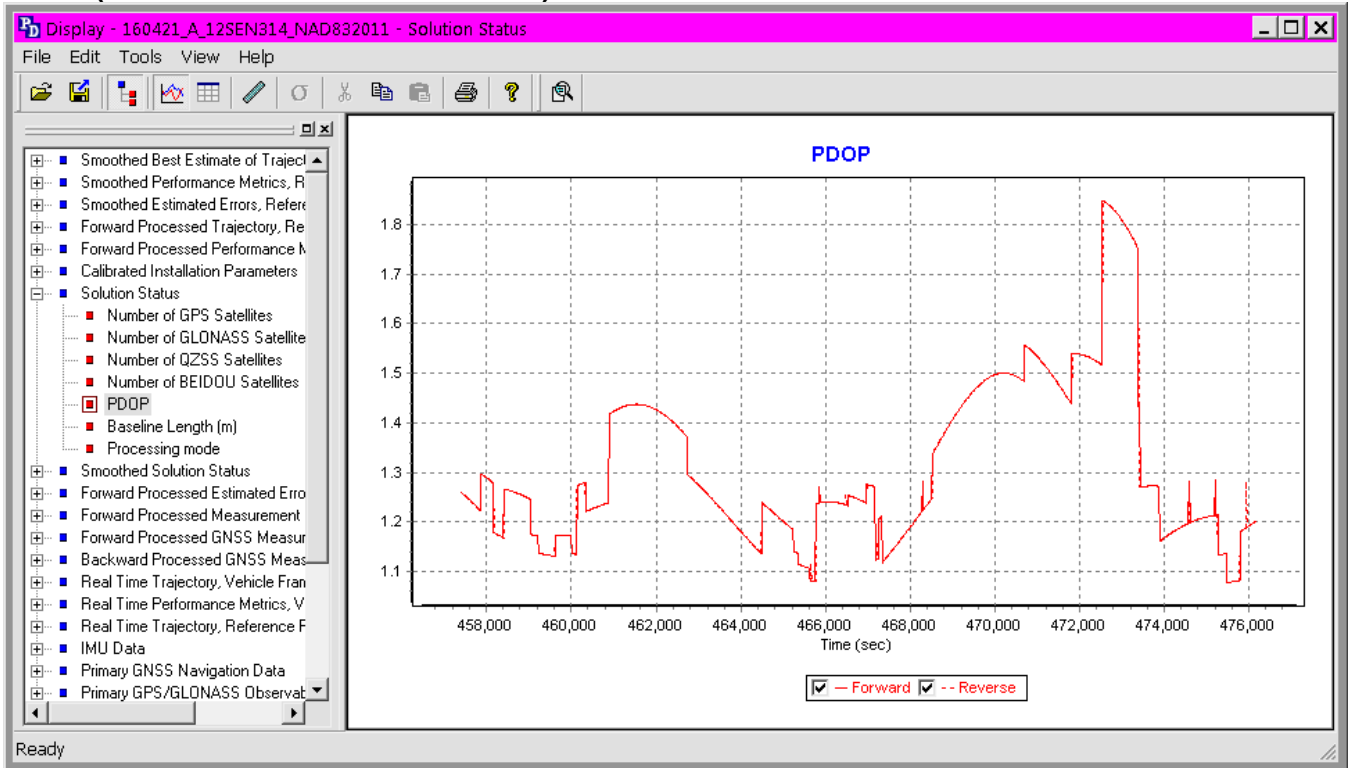 PD Display - 160421_A_12SEN314_NAD832011 - Solution Status
File Edit Tools View Help
Smoothed Best Estimate of Traject
Smoothed Performance Metrics, R
Smoothed Estimated Errors, Refere
Forward Processed Trajectory, Re
Forward Processed Performance M
Calibrated Installation Parameters
Solution Status
Number of GPS Satellites
Number of GLONASS Satellite
Number of QZSS Satellites
Number of BEIDOU Satellites
PDOP
Baseline Length (m)
Processing mode
Smoothed Solution Status
Forward Processed Estimated Erro
Forward Processed Measurement
Forward Processed GNSS Measur
Backward Processed GNSS Meas
Real Time Trajectory, Vehicle Fran
Real Time Performance Metrics, V
Real Time Trajectory, Reference F
IMU Data
Primary GNSS Navigation Data
Primary GPS/GLONASS Observat
PDOP
1.8
1.7
1.6
1.5
1.4
1.3
1.2
1.1
458,000 460,000 462,000 464,000 466,000 468,000 470,000 472,000 474,000 476,000
Time (sec)
Forward Reverse
Ready